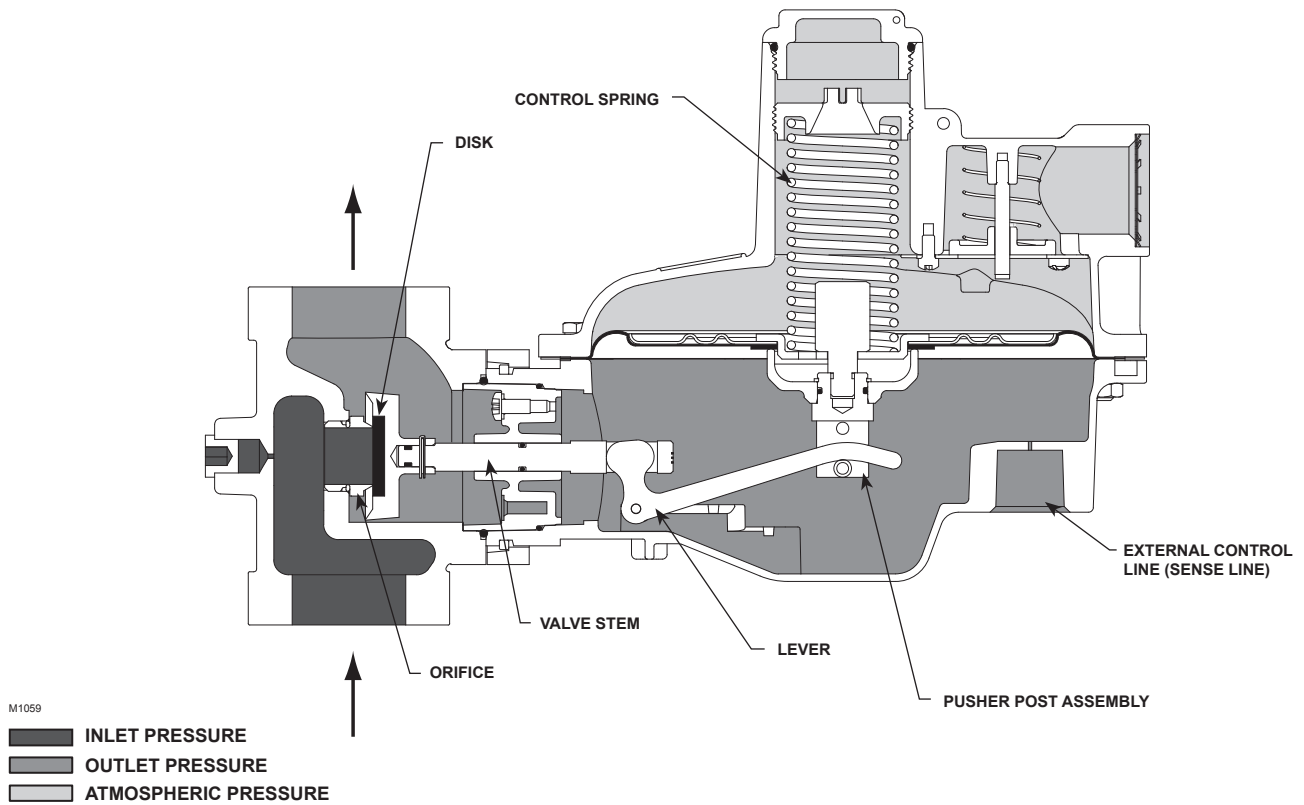 CONTROL SPRING
DISK
EXTERNAL CONTROL
LINE (SENSE LINE)
VALVE STEM
LEVER
ORIFICE
PUSHER POST ASSEMBLY
M1059
INLET PRESSURE
OUTLET PRESSURE
ATMOSPHERIC PRESSURE